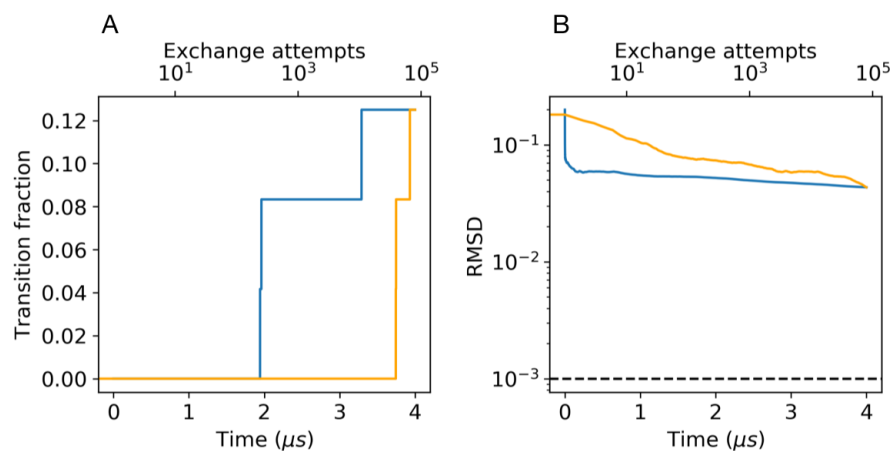 A
Exchange attempts
10^1 10^3 10^5
Transition fraction
0.12
0.10
0.08
0.06
0.04
0.02
0.00
0 1 2 3 4
Time (μs)
B
Exchange attempts
10^1 10^3 10^5
RMSD
10^-1
10^-2
10^-3
0 1 2 3 4
Time (μs)